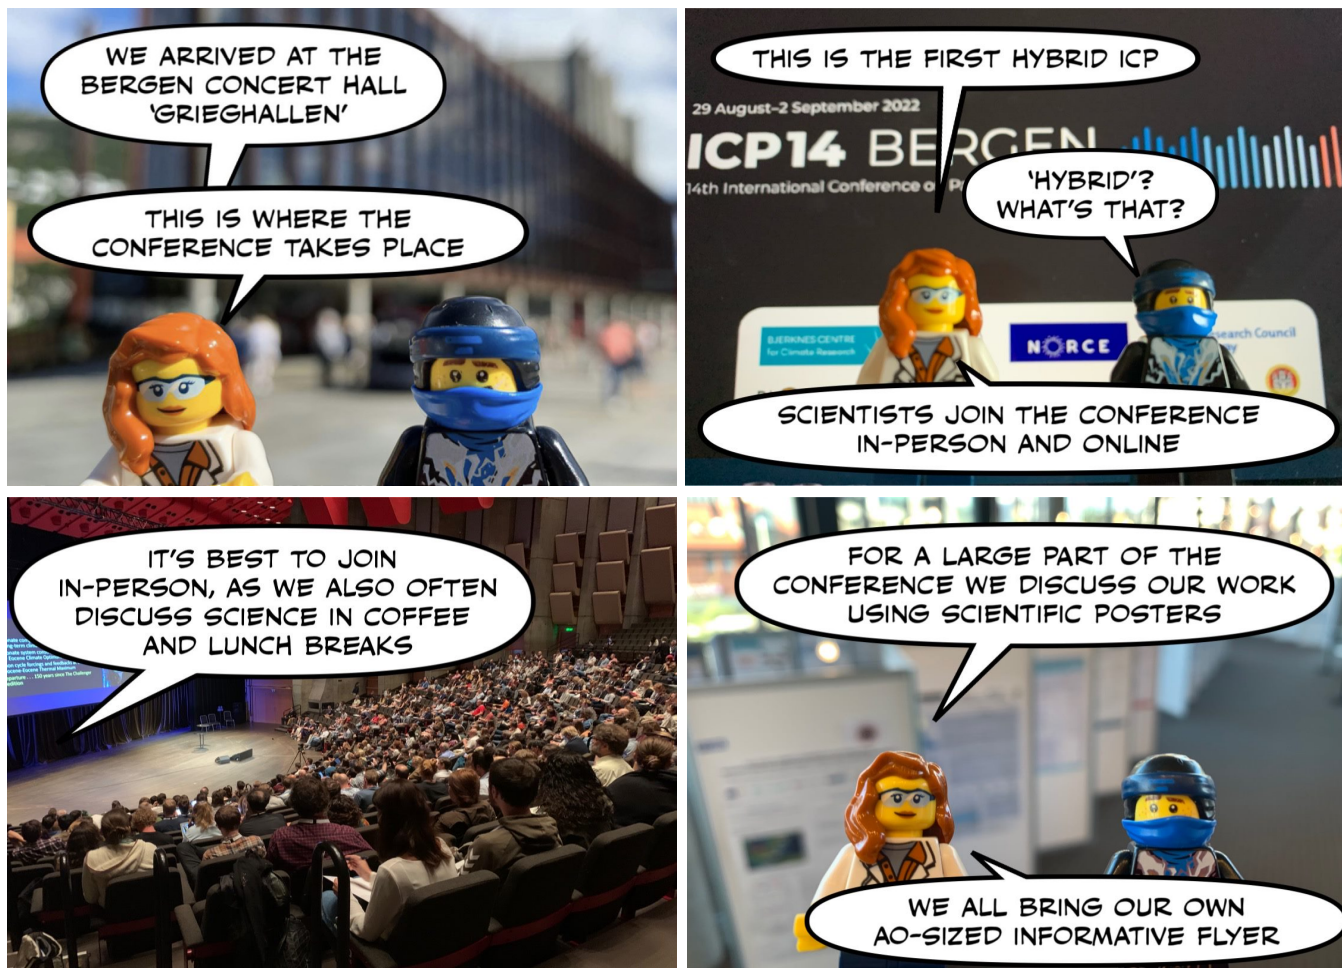 WE ARRIVED AT THE
BERGEN CONCERT HALL
'GRIEGHALLEN'
THIS IS WHERE THE
CONFERENCE TAKES PLACE
THIS IS THE FIRST HYBRID ICP
29 August–2 September 2022
ICP14 BERGEN
14th International Conference on
'HYBRID'?
WHAT'S THAT?
BJERKNES CENTRE
for Climate Research
NORCE
search Council
SCIENTISTS JOIN THE CONFERENCE
IN-PERSON AND ONLINE
IT'S BEST TO JOIN
IN-PERSON, AS WE ALSO OFTEN
DISCUSS SCIENCE IN COFFEE
AND LUNCH BREAKS
FOR A LARGE PART OF THE
CONFERENCE WE DISCUSS OUR WORK
USING SCIENTIFIC POSTERS
WE ALL BRING OUR OWN
A0-SIZED INFORMATIVE FLYER